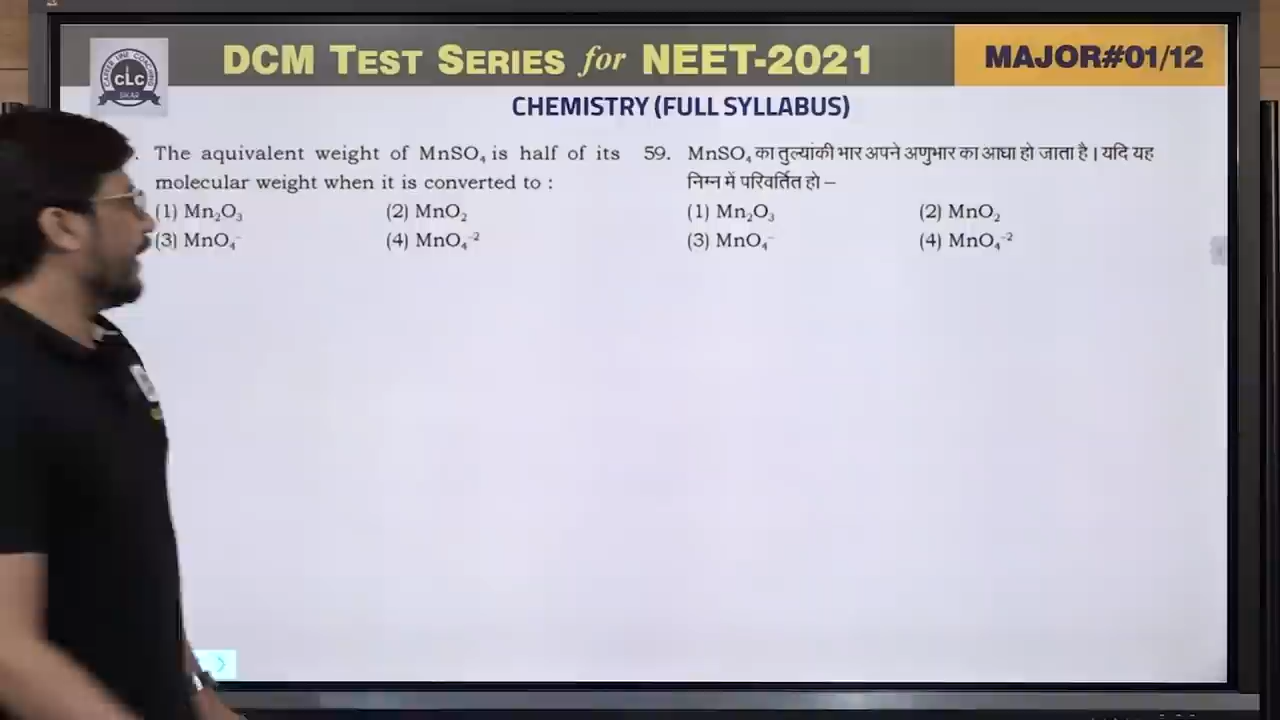 DCM TEST SERIES for NEET-2021
MAJOR#01/12
CLC
SIKAR
CHEMISTRY (FULL SYLLABUS)
The aquivalent weight of MnSO₄ is half of its
molecular weight when it is converted to :
(1) Mn₂O₃ (2) MnO₂
(3) MnO₄⁻ (4) MnO₄⁻²
59. MnSO₄ का तुल्यांकी भार अपने अणुभार का आधा हो जाता है। यदि यह
निम्न में परिवर्तित हो –
(1) Mn₂O₃ (2) MnO₂
(3) MnO₄⁻ (4) MnO₄⁻²